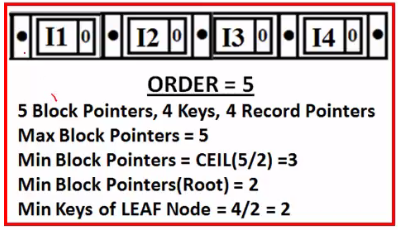 I1 0 I2 0 I3 0 I4 0
ORDER = 5
5 Block Pointers, 4 Keys, 4 Record Pointers
Max Block Pointers = 5
Min Block Pointers = CEIL(5/2) =3
Min Block Pointers(Root) = 2
Min Keys of LEAF Node = 4/2 = 2